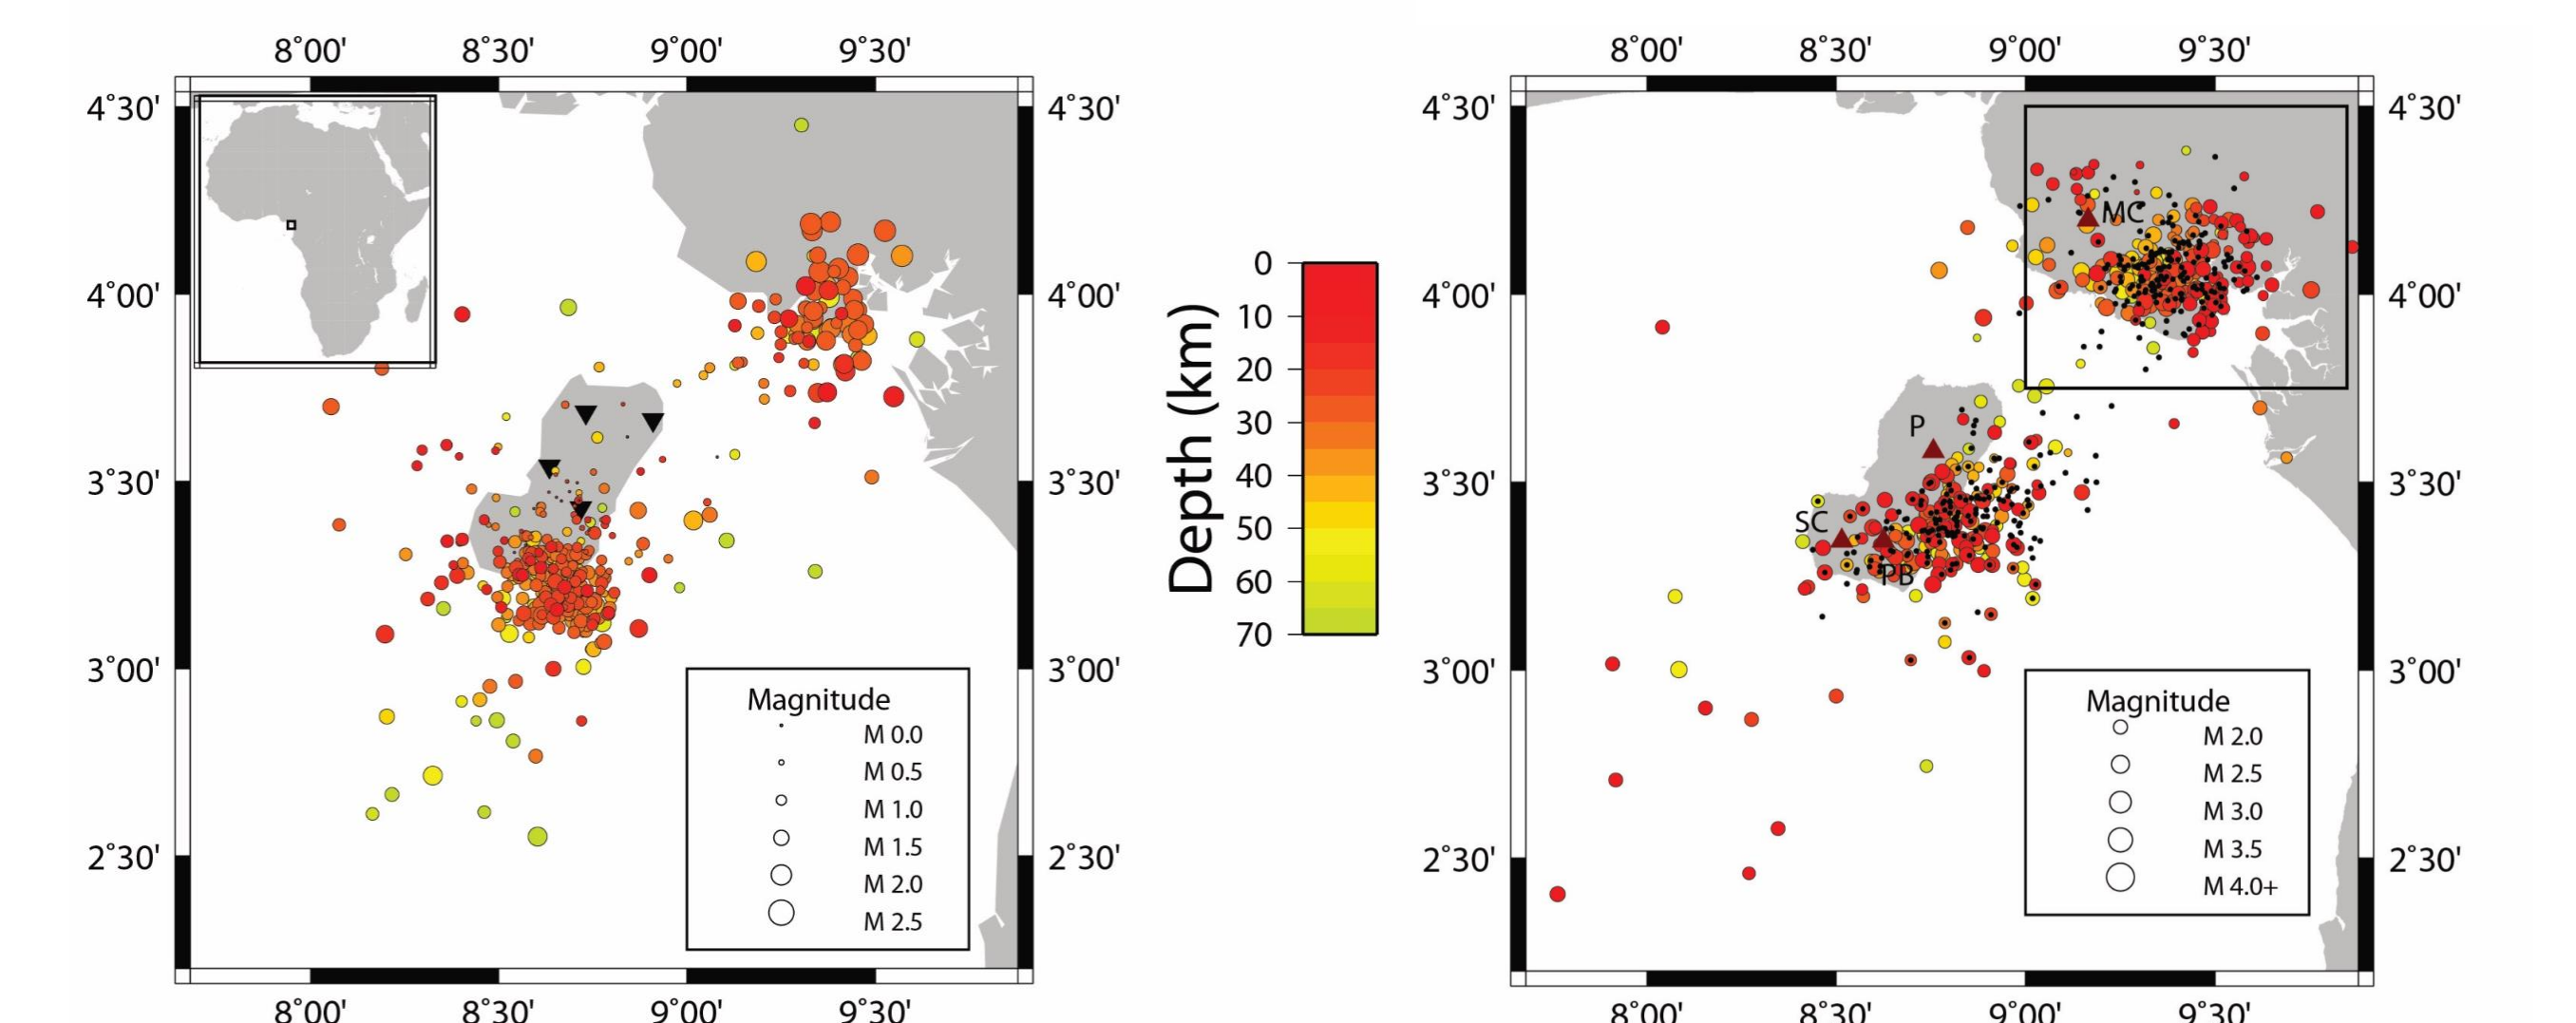 8°00' 8°30' 9°00' 9°30'
4°30' 4°30'
4°00' 4°00'
3°30' 3°30'
3°00' 3°00'
2°30' 2°30'
Magnitude
M 0.0
M 0.5
M 1.0
M 1.5
M 2.0
M 2.5
8°00' 8°30' 9°00' 9°30'
Depth (km)
0
10
20
30
40
50
60
70
8°00' 8°30' 9°00' 9°30'
4°30' 4°30'
MC
4°00' 4°00'
P
3°30' 3°30'
SC
PB
3°00' 3°00'
2°30' 2°30'
Magnitude
M 2.0
M 2.5
M 3.0
M 3.5
M 4.0+
8°00' 8°30' 9°00' 9°30'